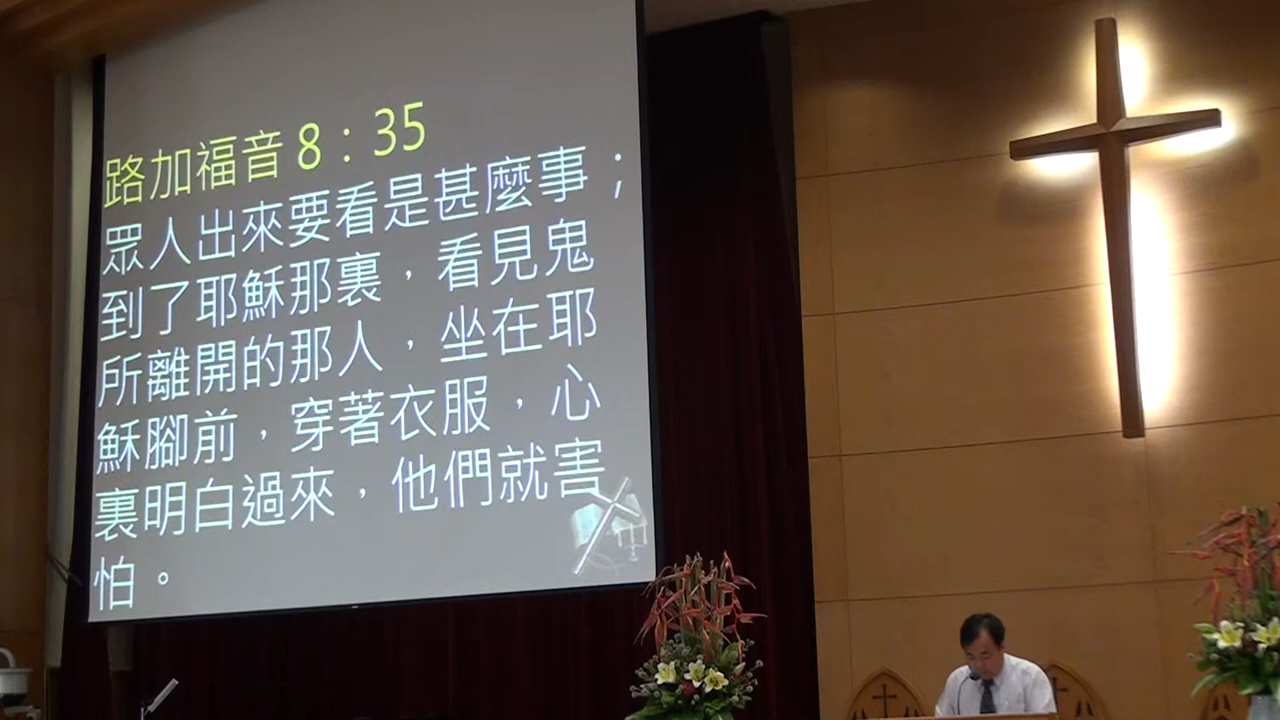 路加福音 8：35
眾人出來要看是甚麼事；
到了耶穌那裏，看見鬼
所離開的那人，坐在耶
穌腳前，穿著衣服，心
裏明白過來，他們就害
怕。